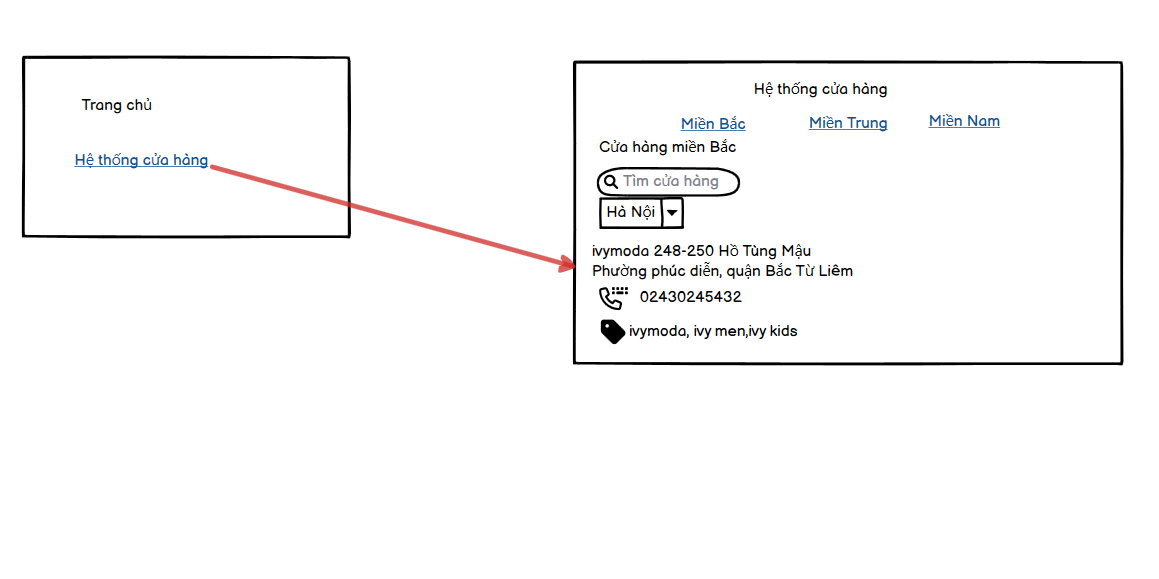 Trang chủ
Hệ thống cửa hàng
Hệ thống cửa hàng
Miền Bắc Miền Trung Miền Nam
Cửa hàng miền Bắc
Tìm cửa hàng
Hà Nội
ivymoda 248-250 Hồ Tùng Mậu
Phường phúc diễn, quận Bắc Từ Liêm
02430245432
ivymoda, ivy men,ivy kids